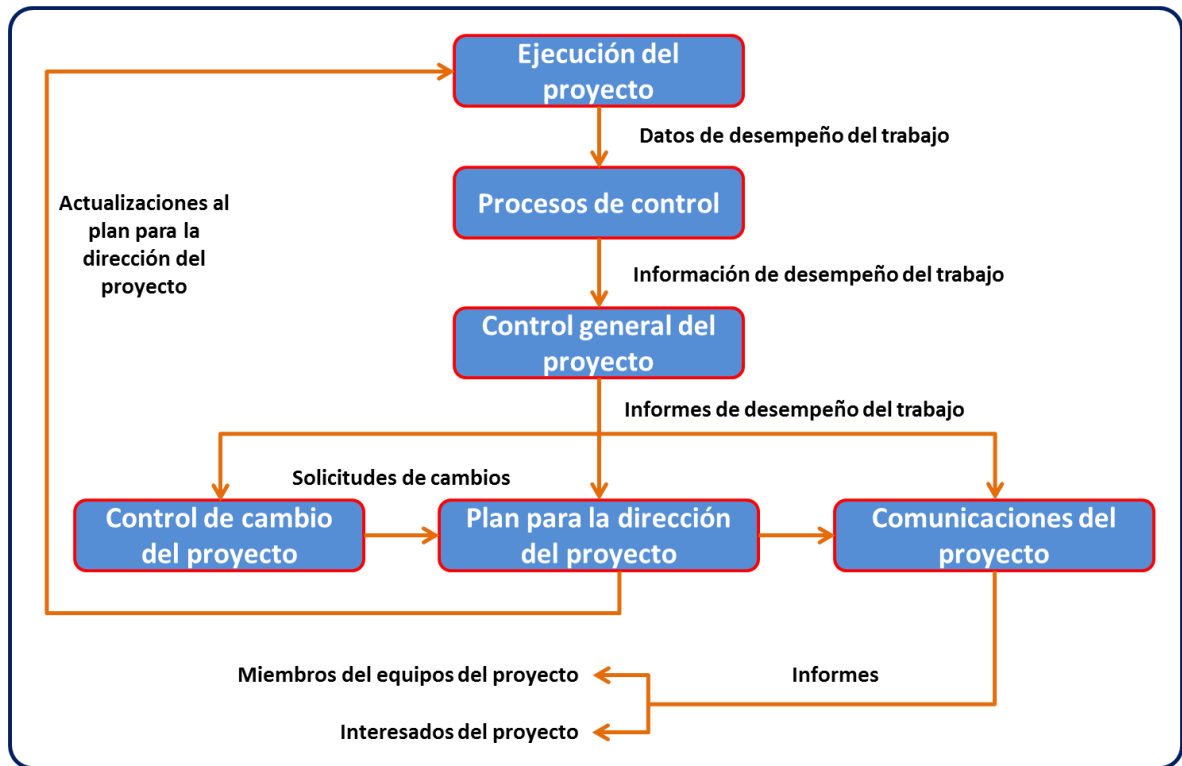 Ejecución del
proyecto
Datos de desempeño del trabajo
Actualizaciones al
plan para la
dirección del
proyecto
Procesos de control
Información de desempeño del trabajo
Control general del
proyecto
Informes de desempeño del trabajo
Solicitudes de cambios
Control de cambio
del proyecto
Plan para la dirección
del proyecto
Comunicaciones del
proyecto
Miembros del equipos del proyecto
Informes
Interesados del proyecto